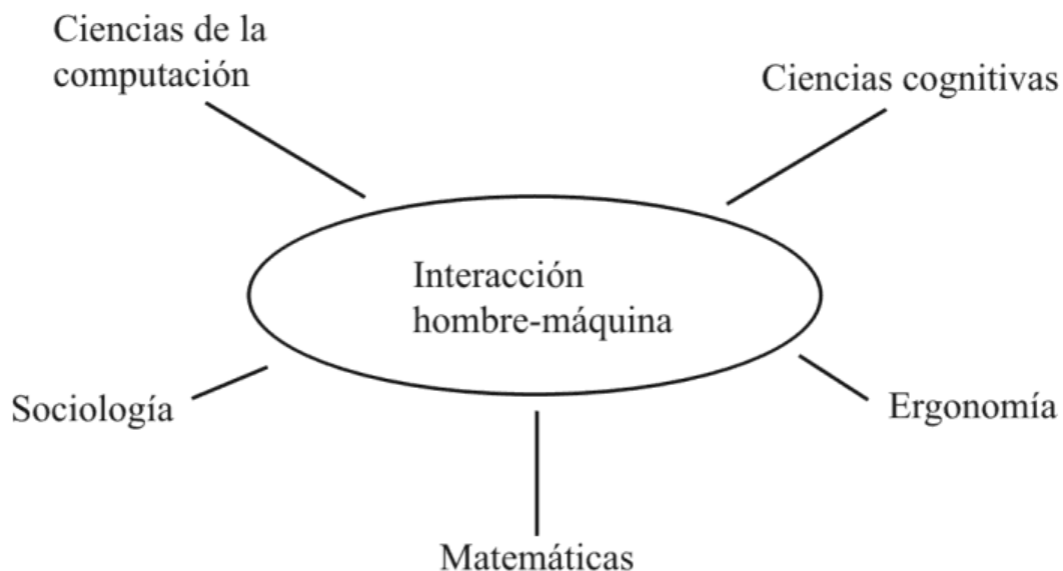 Ciencias de la
computación
Ciencias cognitivas
Interacción
hombre-máquina
Sociología
Ergonomía
Matemáticas